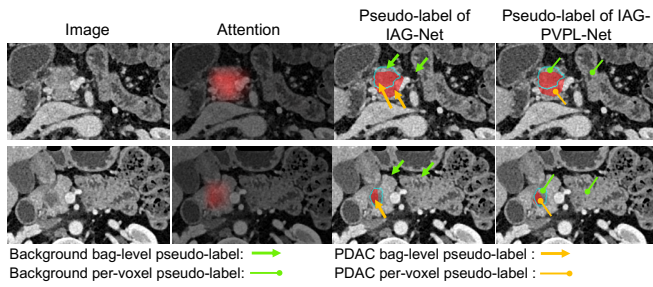 Image
Attention
Pseudo-label of
IAG-Net
Pseudo-label of IAG-
PVPL-Net
Background bag-level pseudo-label:
PDAC bag-level pseudo-label :
Background per-voxel pseudo-label:
PDAC per-voxel pseudo-label :